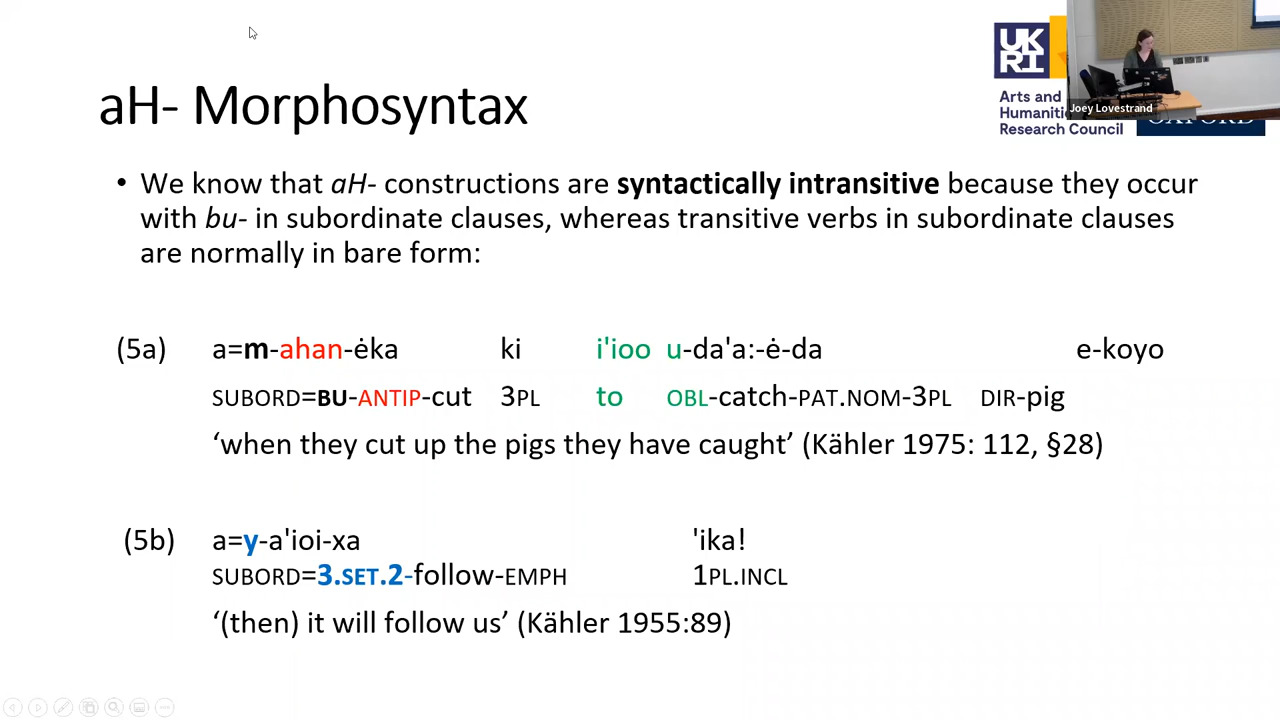 aH- Morphosyntax
UK
RI
Arts and
Humaniti
Research Council
Joey Lovestrand
OXFORD
• We know that aH- constructions are syntactically intransitive because they occur
with bu- in subordinate clauses, whereas transitive verbs in subordinate clauses
are normally in bare form:
(5a) a=m-ahan-ėka ki i'ioo u-da'a:-ė-da e-koyo
SUBORD=BU-ANTIP-cut 3PL to OBL-catch-PAT.NOM-3PL DIR-pig
‘when they cut up the pigs they have caught’ (Kähler 1975: 112, §28)
(5b) a=y-a'ioi-xa 'ika!
SUBORD=3.SET.2-follow-EMPH 1PL.INCL
‘(then) it will follow us’ (Kähler 1955:89)